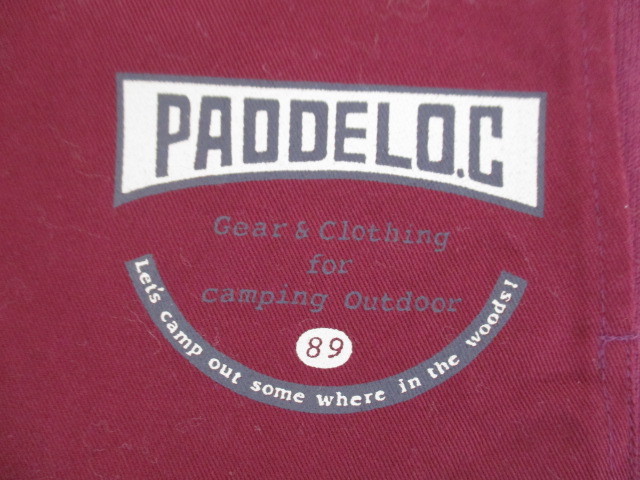 PADDELO.C
Gear & Clothing
for
camping Outdoor
89
Let's camp out some where in the woods!